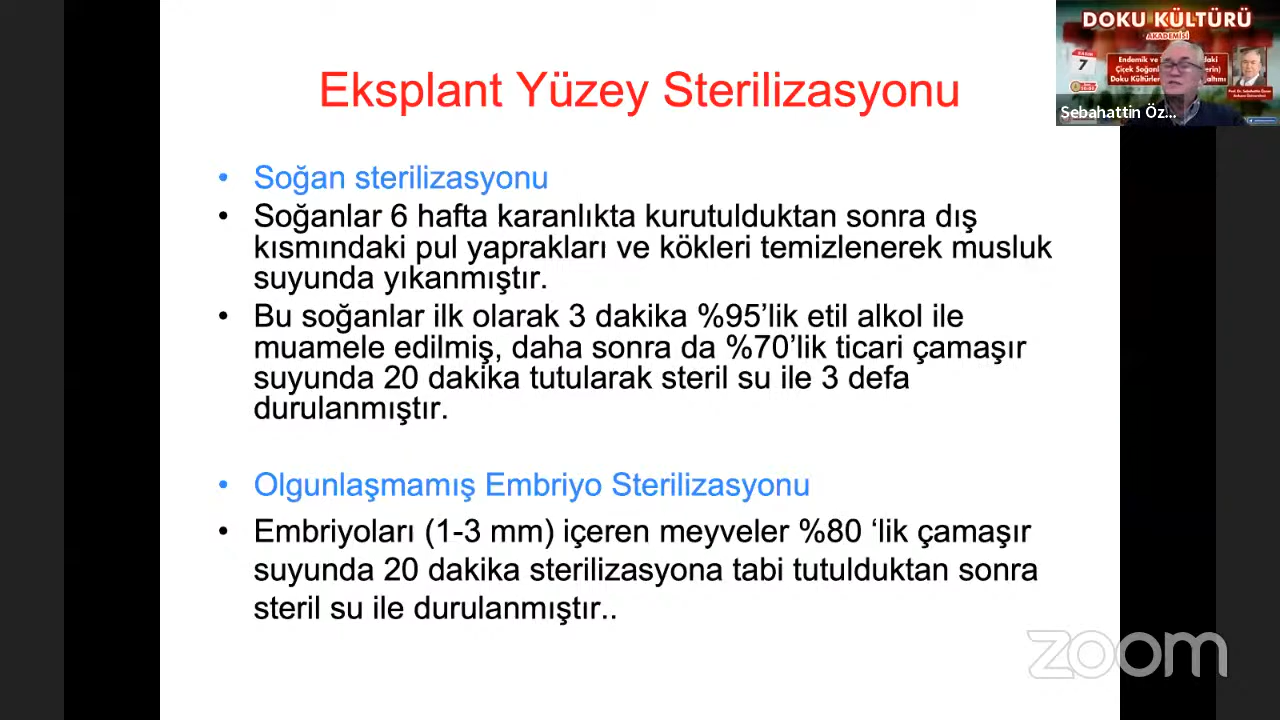 Eksplant Yüzey Sterilizasyonu
• Soğan sterilizasyonu
• Soğanlar 6 hafta karanlıkta kurutulduktan sonra dış
kısmındaki pul yaprakları ve kökleri temizlenerek musluk
suyunda yıkanmıştır.
• Bu soğanlar ilk olarak 3 dakika %95’lik etil alkol ile
muamele edilmiş, daha sonra da %70’lik ticari çamaşır
suyunda 20 dakika tutularak steril su ile 3 defa
durulanmıştır.
• Olgunlaşmamış Embriyo Sterilizasyonu
• Embriyoları (1-3 mm) içeren meyveler %80 ‘lik çamaşır
suyunda 20 dakika sterilizasyona tabi tutulduktan sonra
steril su ile durulanmıştır..
DOKU KÜLTÜRÜ
AKADEMİSİ
7
Endemik ve
Çiçek Soğanl
Doku Kültürler
Sebahattin Öz...
zoom